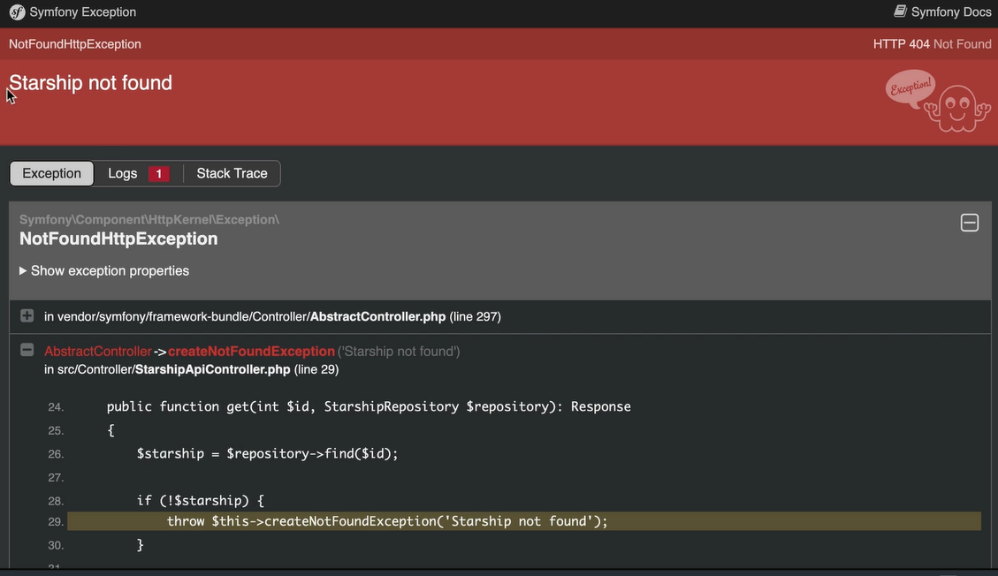 Symfony Exception
Symfony Docs
NotFoundHttpException
HTTP 404 Not Found
Starship not found
Exception!
Exception
Logs 1
Stack Trace
Symfony\Component\HttpKernel\Exception\
NotFoundHttpException
Show exception properties
in vendor/symfony/framework-bundle/Controller/AbstractController.php (line 297)
AbstractController->createNotFoundException('Starship not found')
in src/Controller/StarshipApiController.php (line 29)
24. public function get(int $id, StarshipRepository $repository): Response
25. {
26. $starship = $repository->find($id);
27.
28. if (!$starship) {
29. throw $this->createNotFoundException('Starship not found');
30. }